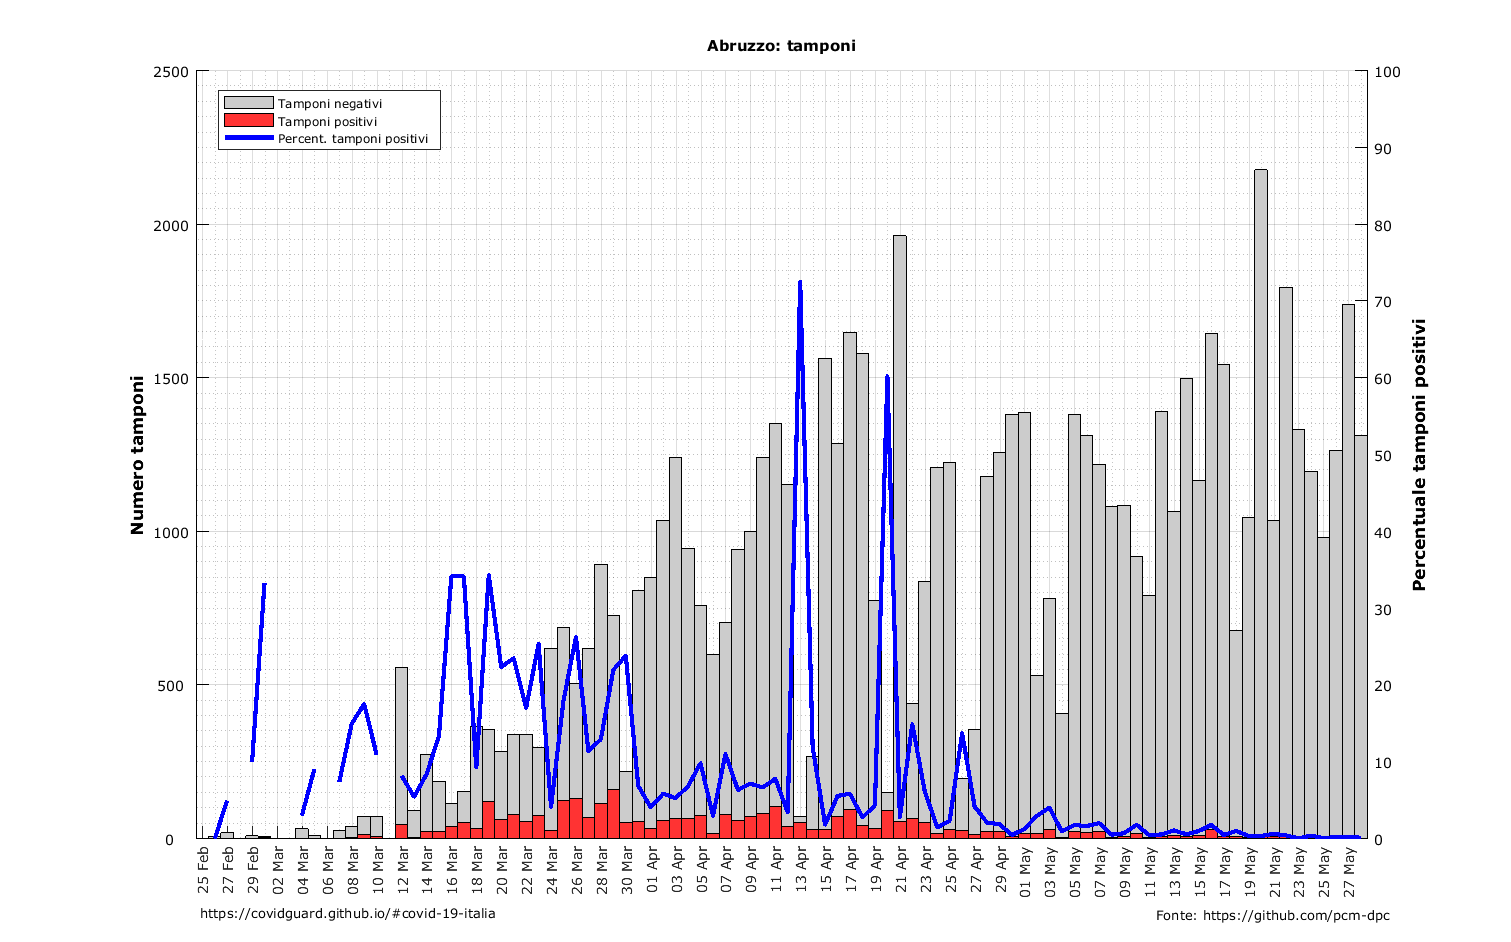 Abruzzo: tamponi
2500
2000
1500
1000
500
0
Numero tamponi
Tamponi negativi
Tamponi positivi
Percent. tamponi positivi
100
90
80
70
60
50
40
30
20
10
0
Percentuale tamponi positivi
25 Feb
27 Feb
29 Feb
02 Mar
04 Mar
06 Mar
08 Mar
10 Mar
12 Mar
14 Mar
16 Mar
18 Mar
20 Mar
22 Mar
24 Mar
26 Mar
28 Mar
30 Mar
01 Apr
03 Apr
05 Apr
07 Apr
09 Apr
11 Apr
13 Apr
15 Apr
17 Apr
19 Apr
21 Apr
23 Apr
25 Apr
27 Apr
29 Apr
01 May
03 May
05 May
07 May
09 May
11 May
13 May
15 May
17 May
19 May
21 May
23 May
25 May
27 May
https://covidguard.github.io/#covid-19-italia
Fonte: https://github.com/pcm-dpc